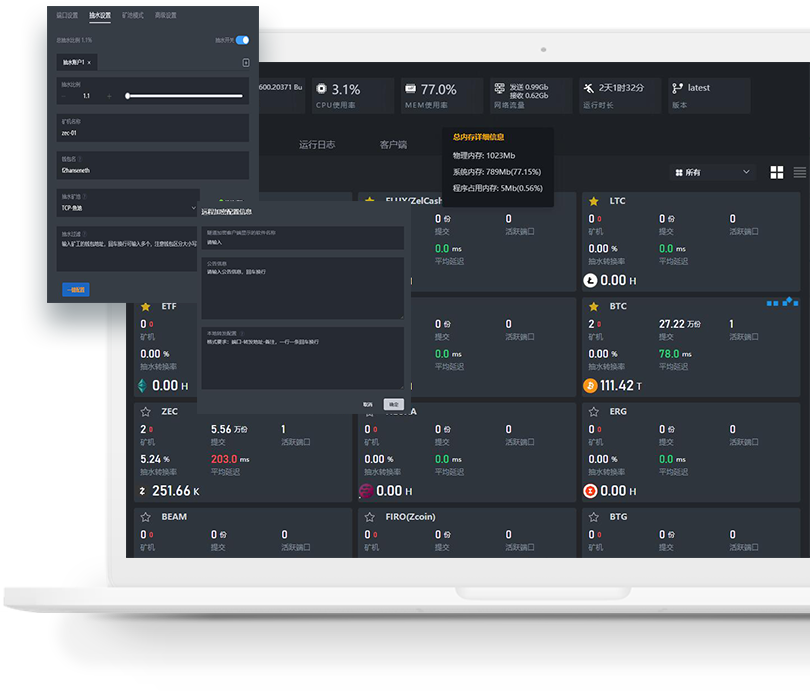 端口设置 抽水设置 矿池模式 高级设置
总抽水比例 1.1% 抽水开关
抽水账户1 ×
抽水比例
1.1
矿机名称
zec-01
钱包名
f2hanseneth
抽水矿池
TCP-鱼池
抽水过滤
输入矿工的钱包地址，回车换行可输入多个，注意钱包区分大小写
一键配置
600.20371 Bu
3.1%
CPU使用率
77.0%
MEM使用率
发送 0.99Gb
接收 0.62Gb
网络流量
2天1时32分
运行时长
latest
版本
运行日志 客户端
总内存详细信息
物理内存: 1023Mb
系统内存: 789Mb(77.15%)
程序占用内存: 5Mb(0.56%)
所有
远程加密配置信息
隧道加密客户端显示的软件名称
请输入
公告信息
请输入公告信息，回车换行
本地转发配置
格式要求：端口-转发地址-备注，一行一条回车换行
取消 确定
FLUX(ZelCash
0 份 0
提交 活跃端口
0.0 ms
平均延迟
H
LTC
0 0 0 份 0
矿机 提交 活跃端口
0.00 % 0.0 ms
抽水转换率 平均延迟
0.00 H
ETF
0 0
矿机
0.00 %
抽水转换率
0.00 H
0 份 0
提交 活跃端口
0.0 ms
平均延迟
H
BTC
2 0 27.22 万份 1
矿机 提交 活跃端口
0.00 % 78.0 ms
抽水转换率 平均延迟
111.42 T
ZEC
2 0 5.56 万份 1
矿机 提交 活跃端口
5.24 % 203.0 ms
抽水转换率 平均延迟
251.66 K
0 0 0 份 0
矿机 提交 活跃端口
0.00 % 0.0 ms
抽水转换率 平均延迟
0.00 H
ERG
0 0 0 份 0
矿机 提交 活跃端口
0.00 % 0.0 ms
抽水转换率 平均延迟
0.00 H
BEAM
0 0 0 份 0
矿机 提交 活跃端口
FIRO(Zcoin)
0 0 0 份 0
矿机 提交 活跃端口
BTG
0 0 0 份 0
矿机 提交 活跃端口